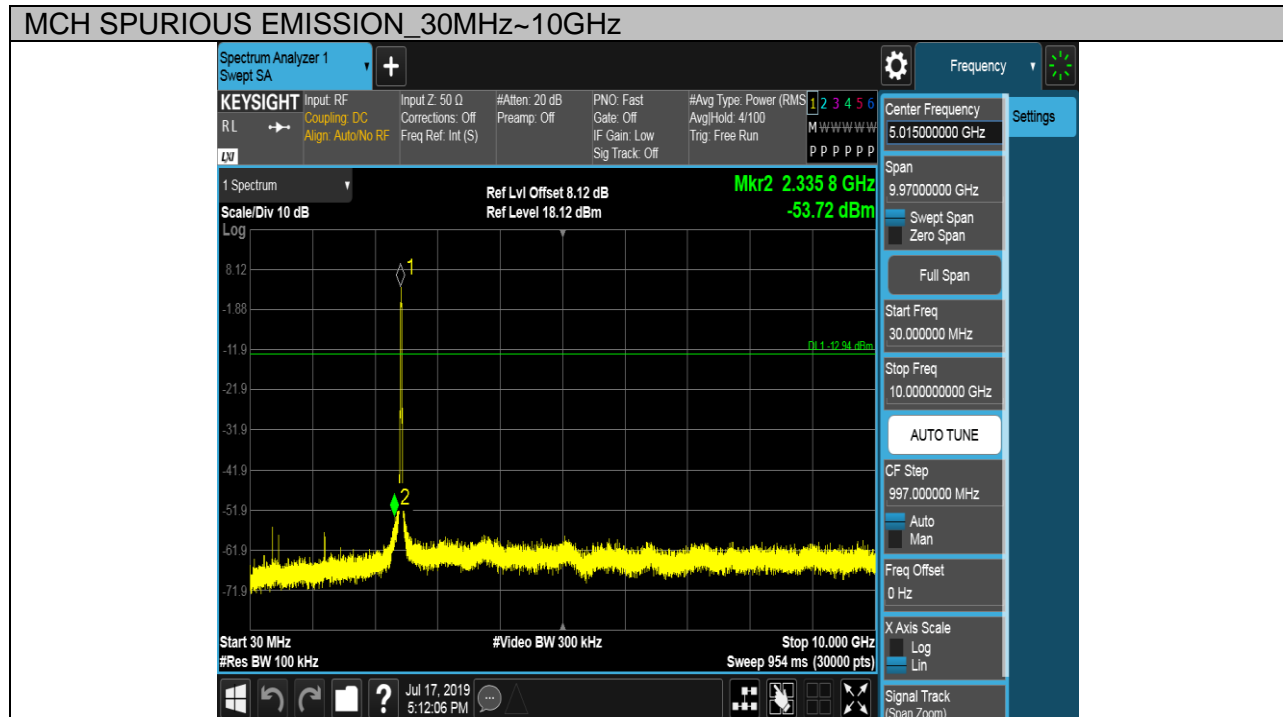 MCH SPURIOUS EMISSION_30MHz~10GHz
Spectrum Analyzer 1
Swept SA
+
Frequency
KEYSIGHT
RL
LXI
Input: RF
Coupling: DC
Align: Auto/No RF
Input Z: 50 Ω
Corrections: Off
Freq Ref: Int (S)
#Atten: 20 dB
Preamp: Off
PNO: Fast
Gate: Off
IF Gain: Low
Sig Track: Off
#Avg Type: Power (RMS
Avg|Hold: 4/100
Trig: Free Run
1 2 3 4 5 6
M W W W W W
P P P P P P
1 Spectrum
Scale/Div 10 dB
Log
Ref Lvl Offset 8.12 dB
Ref Level 18.12 dBm
Mkr2 2.335 8 GHz
-53.72 dBm
8.12
-1.88
-11.9
-21.9
-31.9
-41.9
-51.9
-61.9
-71.9
1
2
DL1 -12.94 dBm
Start 30 MHz
#Res BW 100 kHz
#Video BW 300 kHz
Stop 10.000 GHz
Sweep 954 ms (30000 pts)
?
Jul 17, 2019
5:12:06 PM
Center Frequency
5.015000000 GHz
Settings
Span
9.97000000 GHz
Swept Span
Zero Span
Full Span
Start Freq
30.000000 MHz
Stop Freq
10.000000000 GHz
AUTO TUNE
CF Step
997.000000 MHz
Auto
Man
Freq Offset
0 Hz
X Axis Scale
Log
Lin
Signal Track
(Span Zoom)